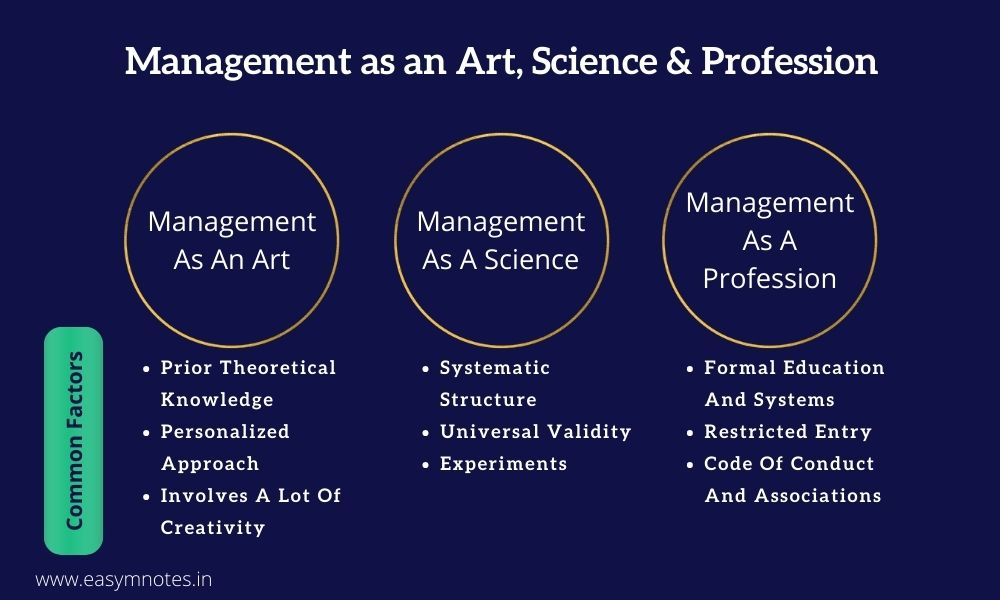 Management as an Art, Science & Profession
Management
As An Art
Management
As A Science
Management
As A
Profession
Common Factors
• Prior Theoretical
Knowledge
• Personalized
Approach
• Involves A Lot Of
Creativity
• Systematic
Structure
• Universal Validity
• Experiments
• Formal Education
And Systems
• Restricted Entry
• Code Of Conduct
And Associations
www.easymnotes.in